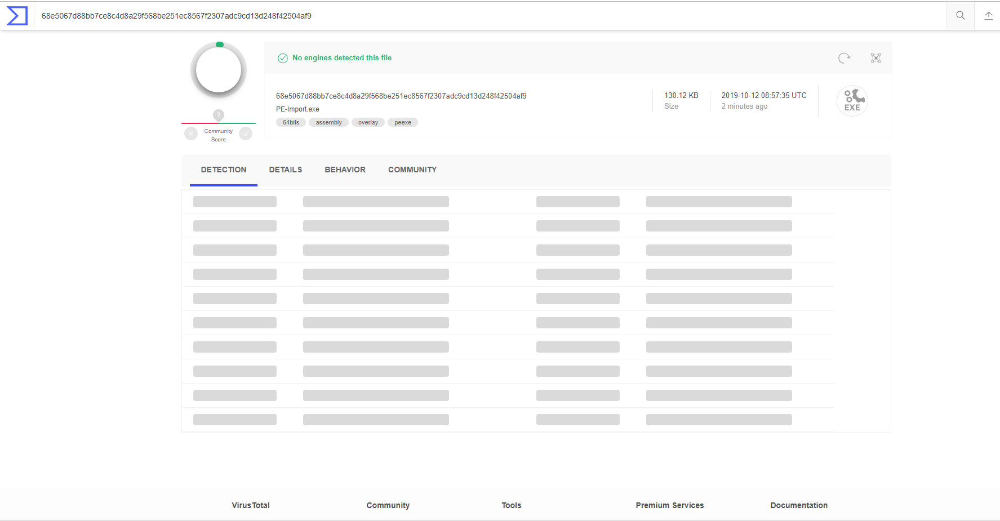 68e5067d88bb7ce8c4d8a29f568be251ec8567f2307adc9cd13d248f42504af9
No engines detected this file
68e5067d88bb7ce8c4d8a29f568be251ec8567f2307adc9cd13d248f42504af9
PE-Import.exe
64bits assembly overlay peexe
130.12 KB
Size
2019-10-12 08:57:35 UTC
2 minutes ago
EXE
?
Community
Score
DETECTION DETAILS BEHAVIOR COMMUNITY
VirusTotal Community Tools Premium Services Documentation